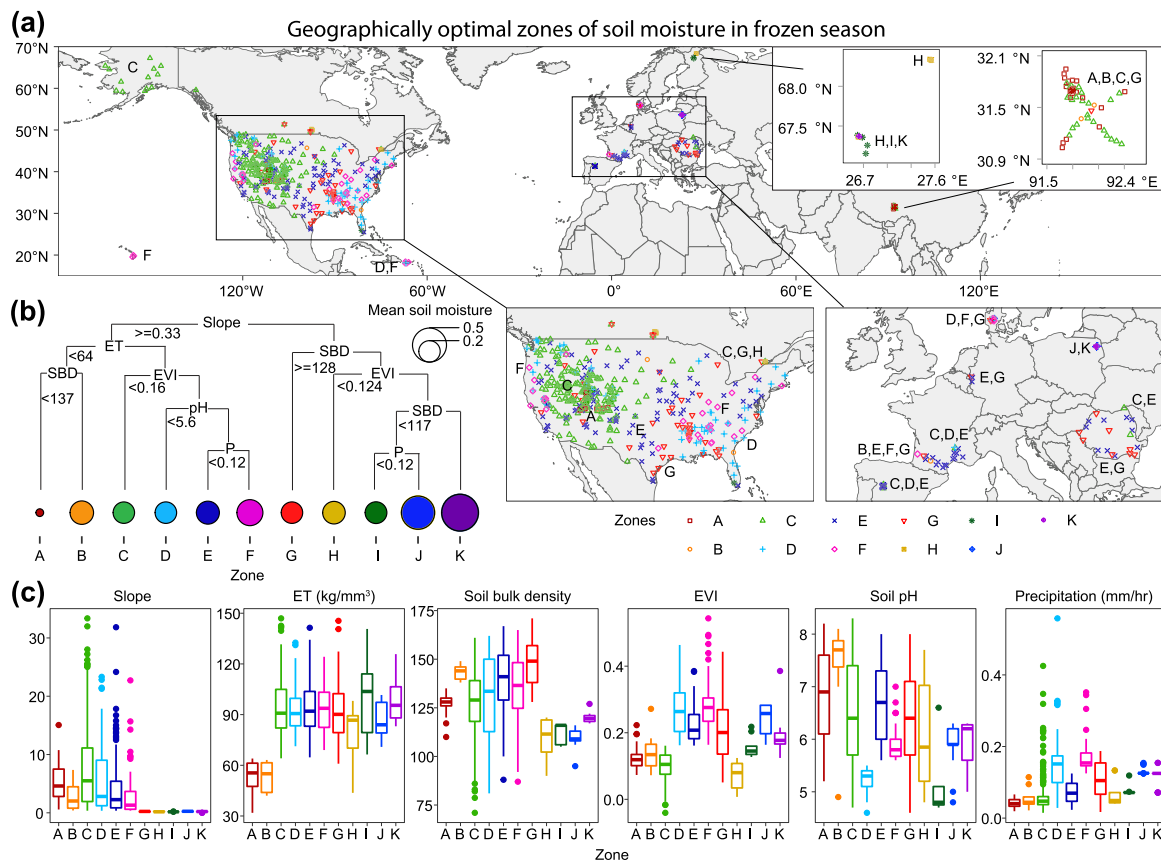 (a) Geographically optimal zones of soil moisture in frozen season
70°N
60°N
50°N
40°N
30°N
20°N
C
F
D,F
120°W
60°W
0°
60°E
120°E
H
68.0 °N
67.5 °N
H,I,K
26.7 27.6 °E
32.1 °N
A,B,C,G
31.5 °N
30.9 °N
91.5 92.4 °E
(b)
Mean soil moisture
0.5
0.2
Slope
>=0.33
ET
<64
SBD
<137
EVI
<0.16
pH
<5.6
P
<0.12
SBD
>=128
EVI
<0.124
SBD
<117
P
<0.12
A B C D E F G H I J K
Zone
F
C
A
E
G
F
D
C,G,H
D,F,G
J,K
E,G
C,E
C,D,E
B,E,F,G
E,G
C,D,E
Zones A C E G I K
B D F H J
(c)
Slope
30
20
10
0
A B C D E F G H I J K
ET (kg/mm³)
150
120
90
60
30
A B C D E F G H I J K
Soil bulk density
175
150
125
100
75
A B C D E F G H I J K
EVI
0.4
0.2
0.0
A B C D E F G H I J K
Soil pH
8
7
6
5
A B C D E F G H I J K
Precipitation (mm/hr)
0.4
0.2
0.0
A B C D E F G H I J K
Zone